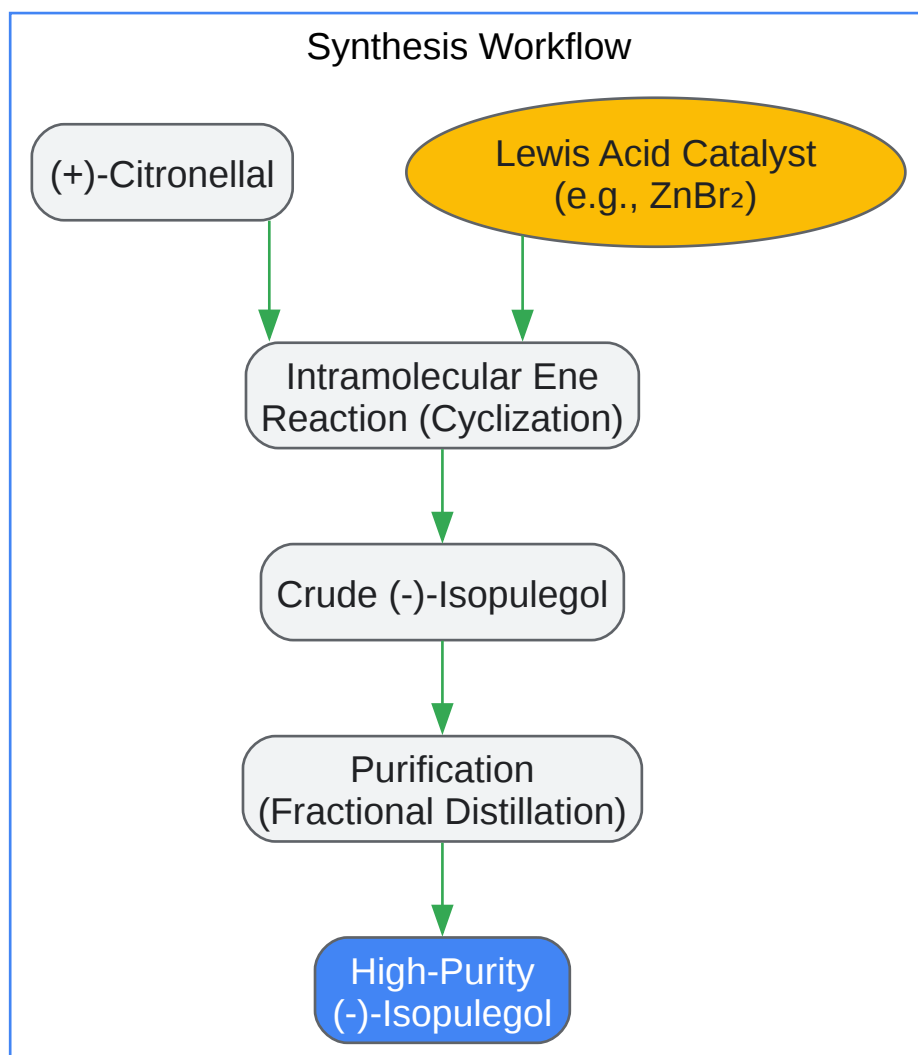 Synthesis Workflow
(+)-Citronellal
Lewis Acid Catalyst
(e.g., ZnBr₂)
Intramolecular Ene
Reaction (Cyclization)
Crude (-)-Isopulegol
Purification
(Fractional Distillation)
High-Purity
(-)-Isopulegol